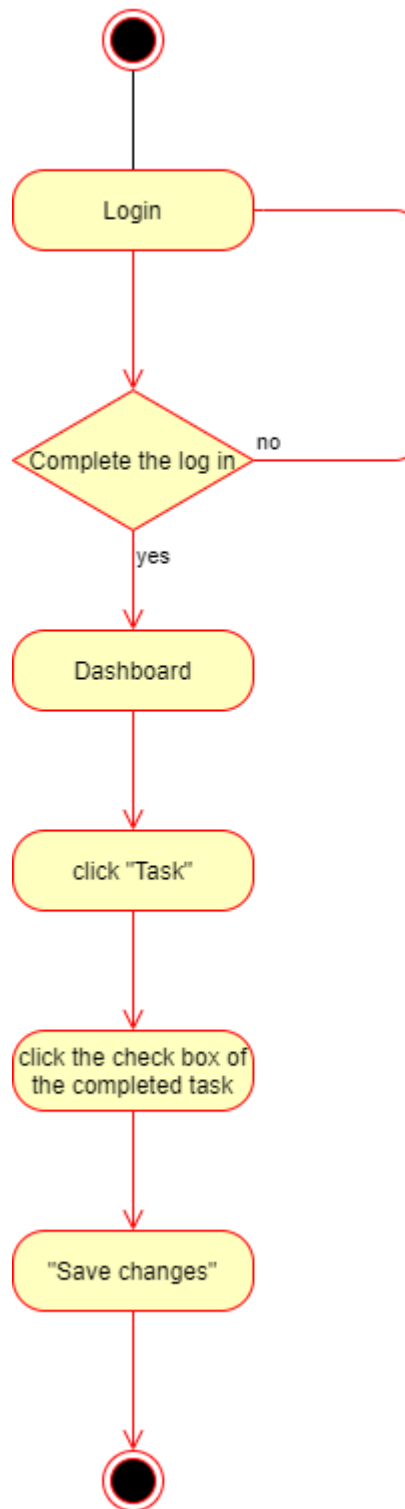 Login
Complete the log in
no
yes
Dashboard
click "Task"
click the check box of
the completed task
"Save changes"